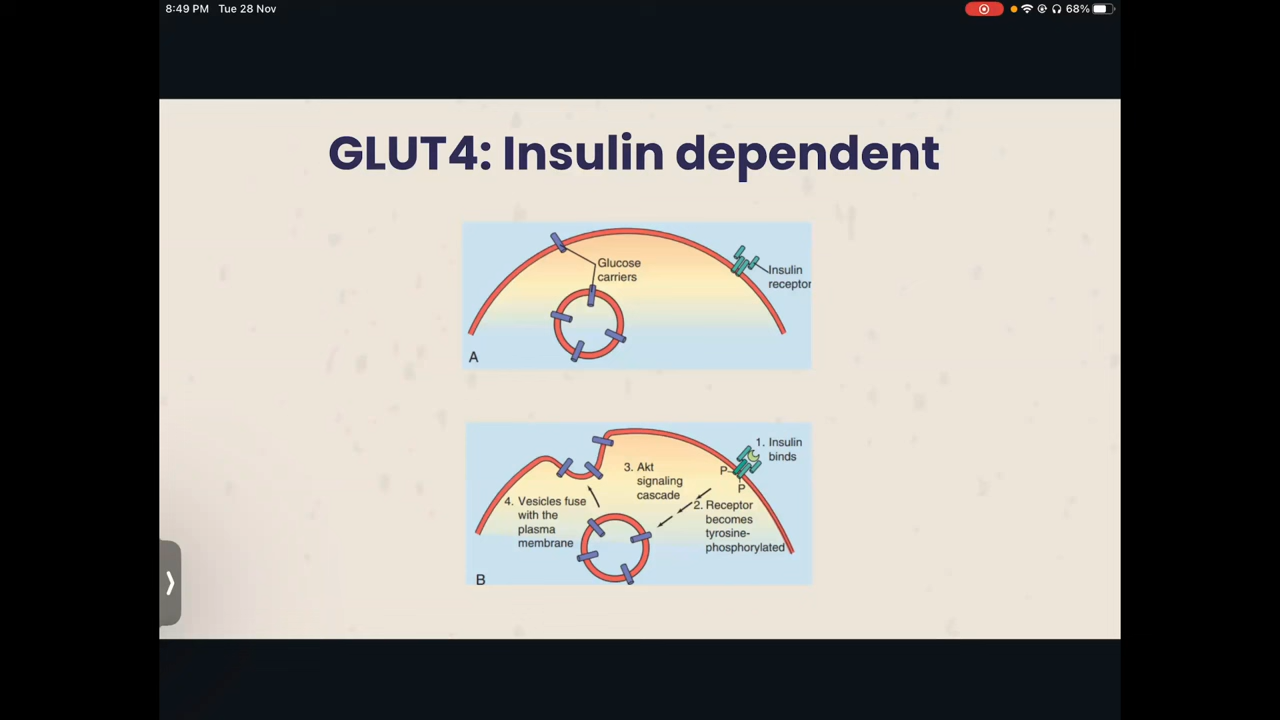 8:49 PM Tue 28 Nov
68%
GLUT4: Insulin dependent
Glucose
carriers
Insulin
receptor
A
1. Insulin
binds
P
P
3. Akt
signaling
cascade
2. Receptor
becomes
tyrosine-
phosphorylated
4. Vesicles fuse
with the
plasma
membrane
B